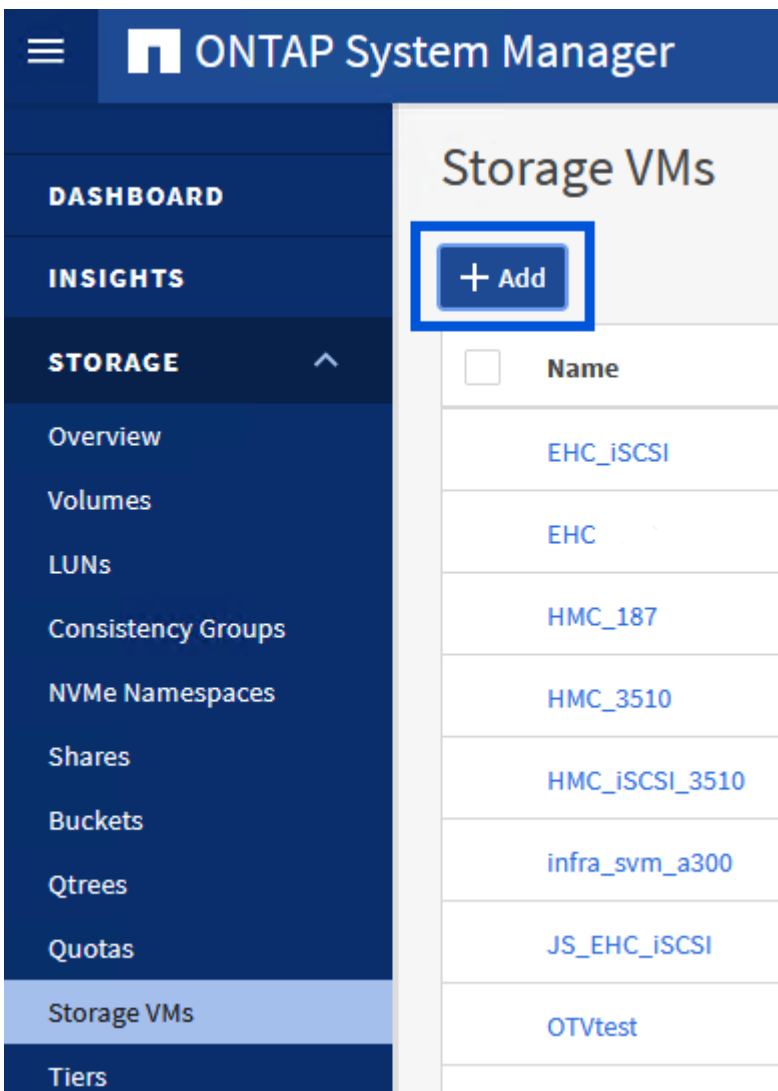 ONTAP System Manager
DASHBOARD
INSIGHTS
STORAGE
Overview
Volumes
LUNs
Consistency Groups
NVMe Namespaces
Shares
Buckets
Qtrees
Quotas
Storage VMs
Tiers
Storage VMs
+ Add
Name
EHC_iSCSI
EHC
HMC_187
HMC_3510
HMC_iSCSI_3510
infra_svm_a300
JS_EHC_iSCSI
OTVtest